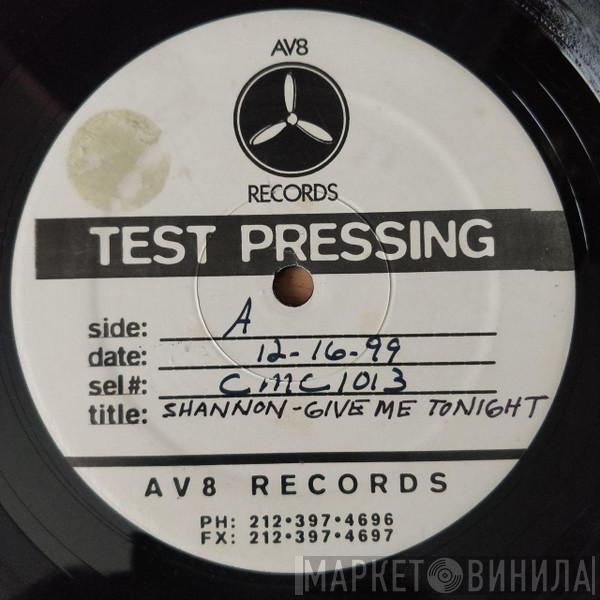 AV8
RECORDS
TEST PRESSING
side: A
date: 12-16-99
sel#: CMC1013
title: SHANNON-GIVE ME TONIGHT
AV8 RECORDS
PH: 212•397•4696
FX: 212•397•4697
МАРКЕТ ВИНИЛА